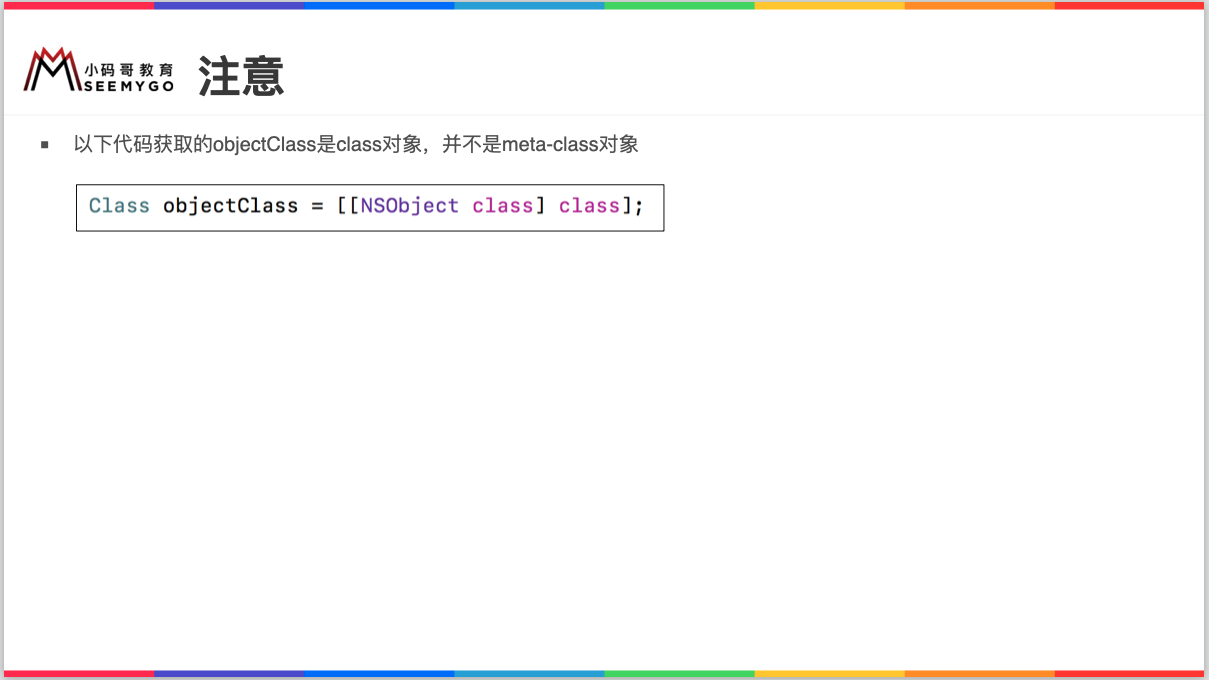 小码哥教育
SEEMYGO
注意
▪ 以下代码获取的objectClass是class对象，并不是meta-class对象
Class objectClass = [[NSObject class] class];